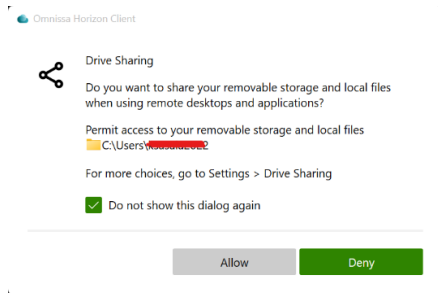 Omnissa Horizon Client
Drive Sharing
Do you want to share your removable storage and local files
when using remote desktops and applications?
Permit access to your removable storage and local files
C:\Users\
For more choices, go to Settings > Drive Sharing
Do not show this dialog again
Allow
Deny